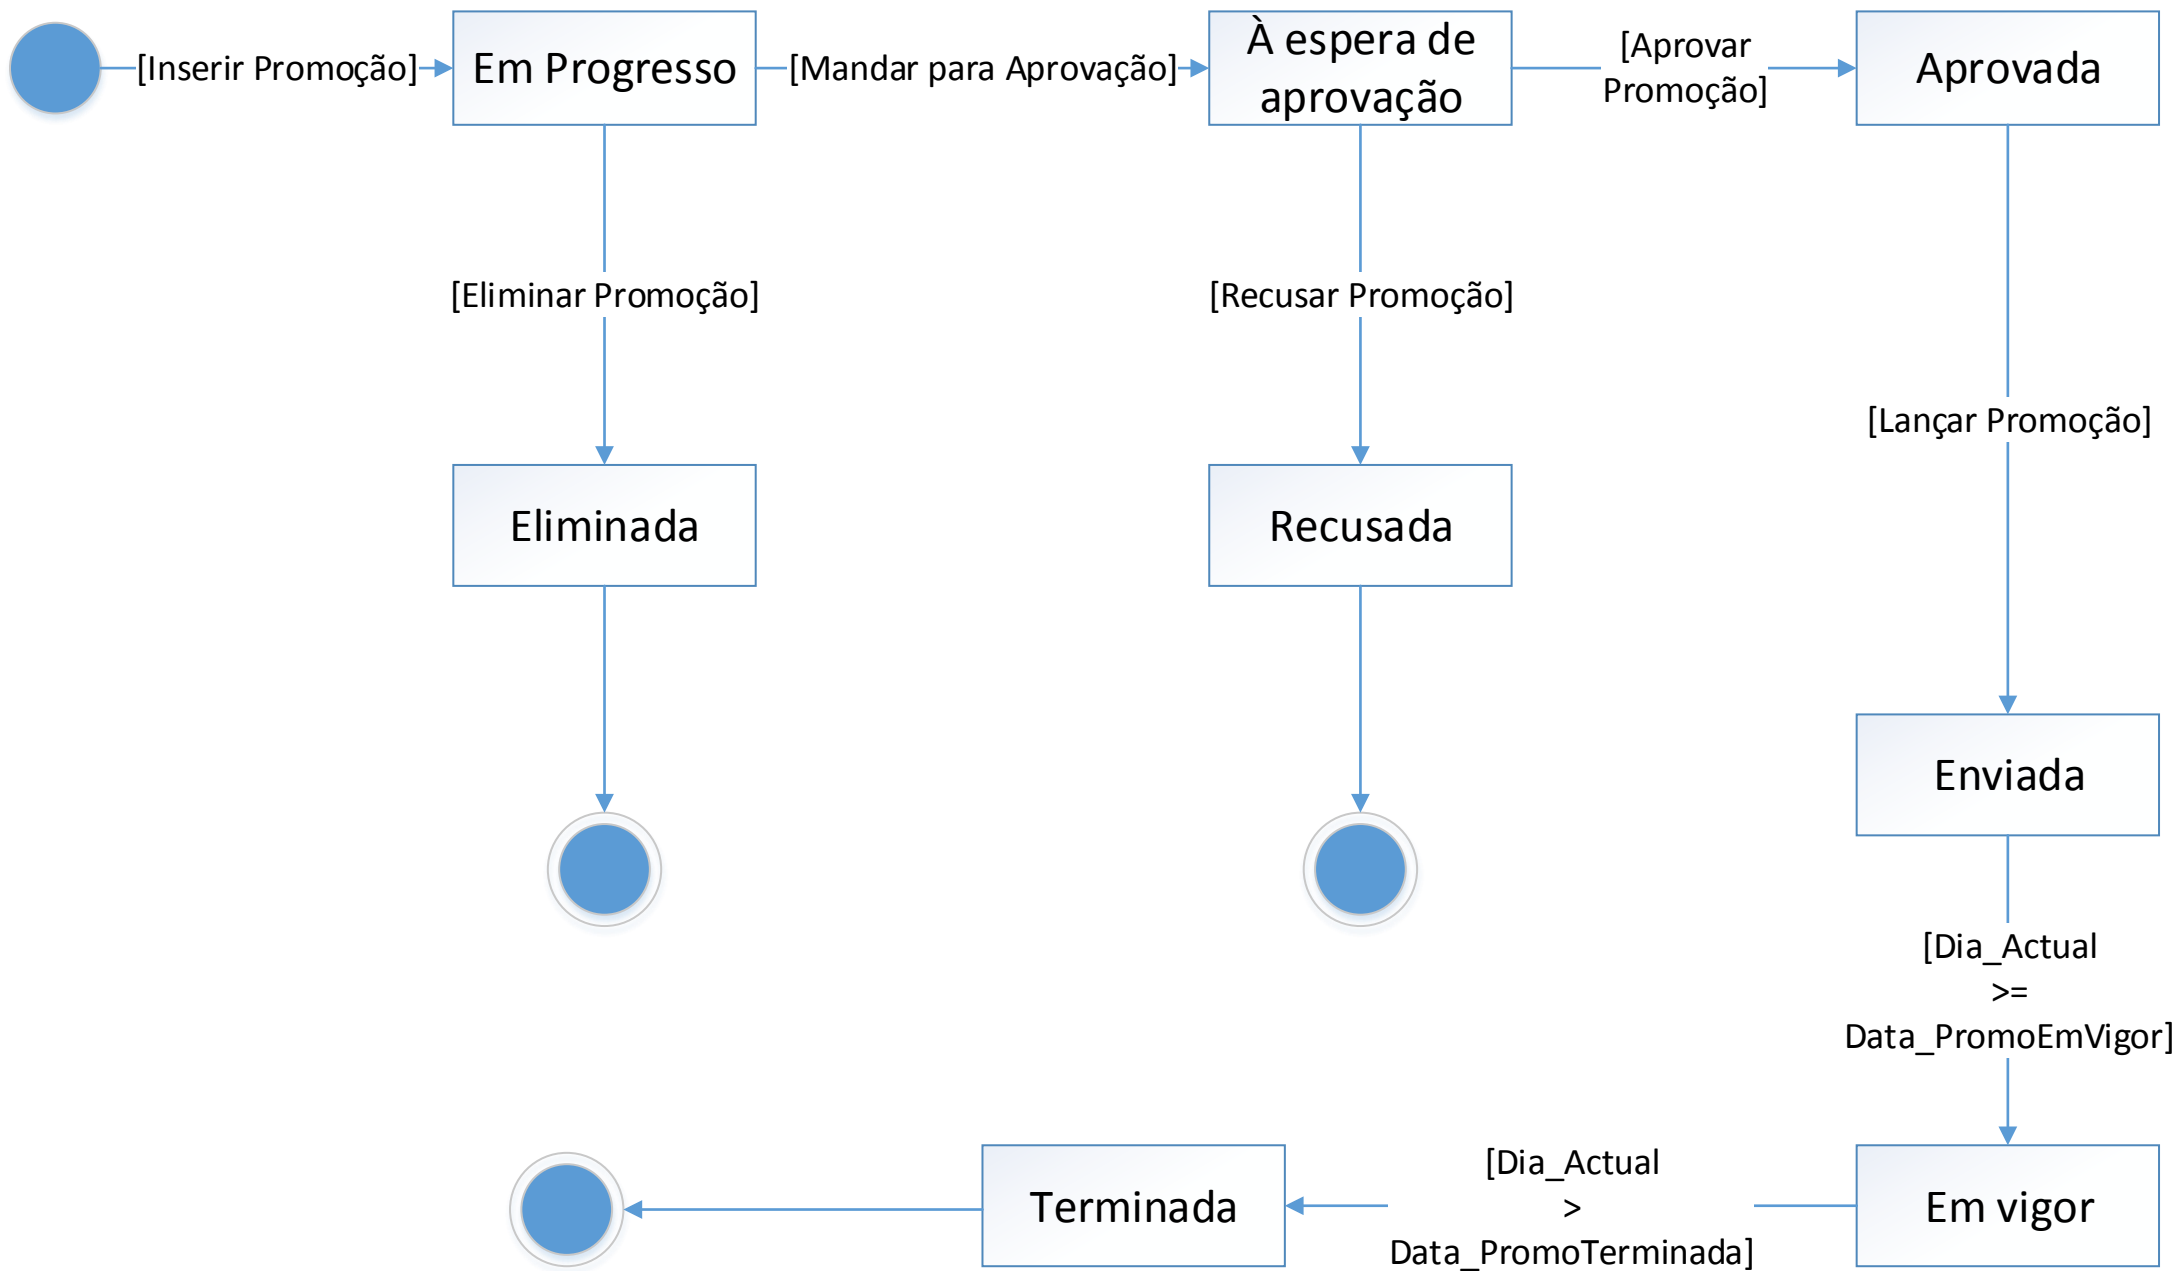 [Inserir Promoção]
Em Progresso
[Mandar para Aprovação]
À espera de
aprovação
[Aprovar
Promoção]
Aprovada
[Eliminar Promoção]
[Recusar Promoção]
[Lançar Promoção]
Eliminada
Recusada
Enviada
[Dia_Actual
>=
Data_PromoEmVigor]
Em vigor
[Dia_Actual
>
Data_PromoTerminada]
Terminada